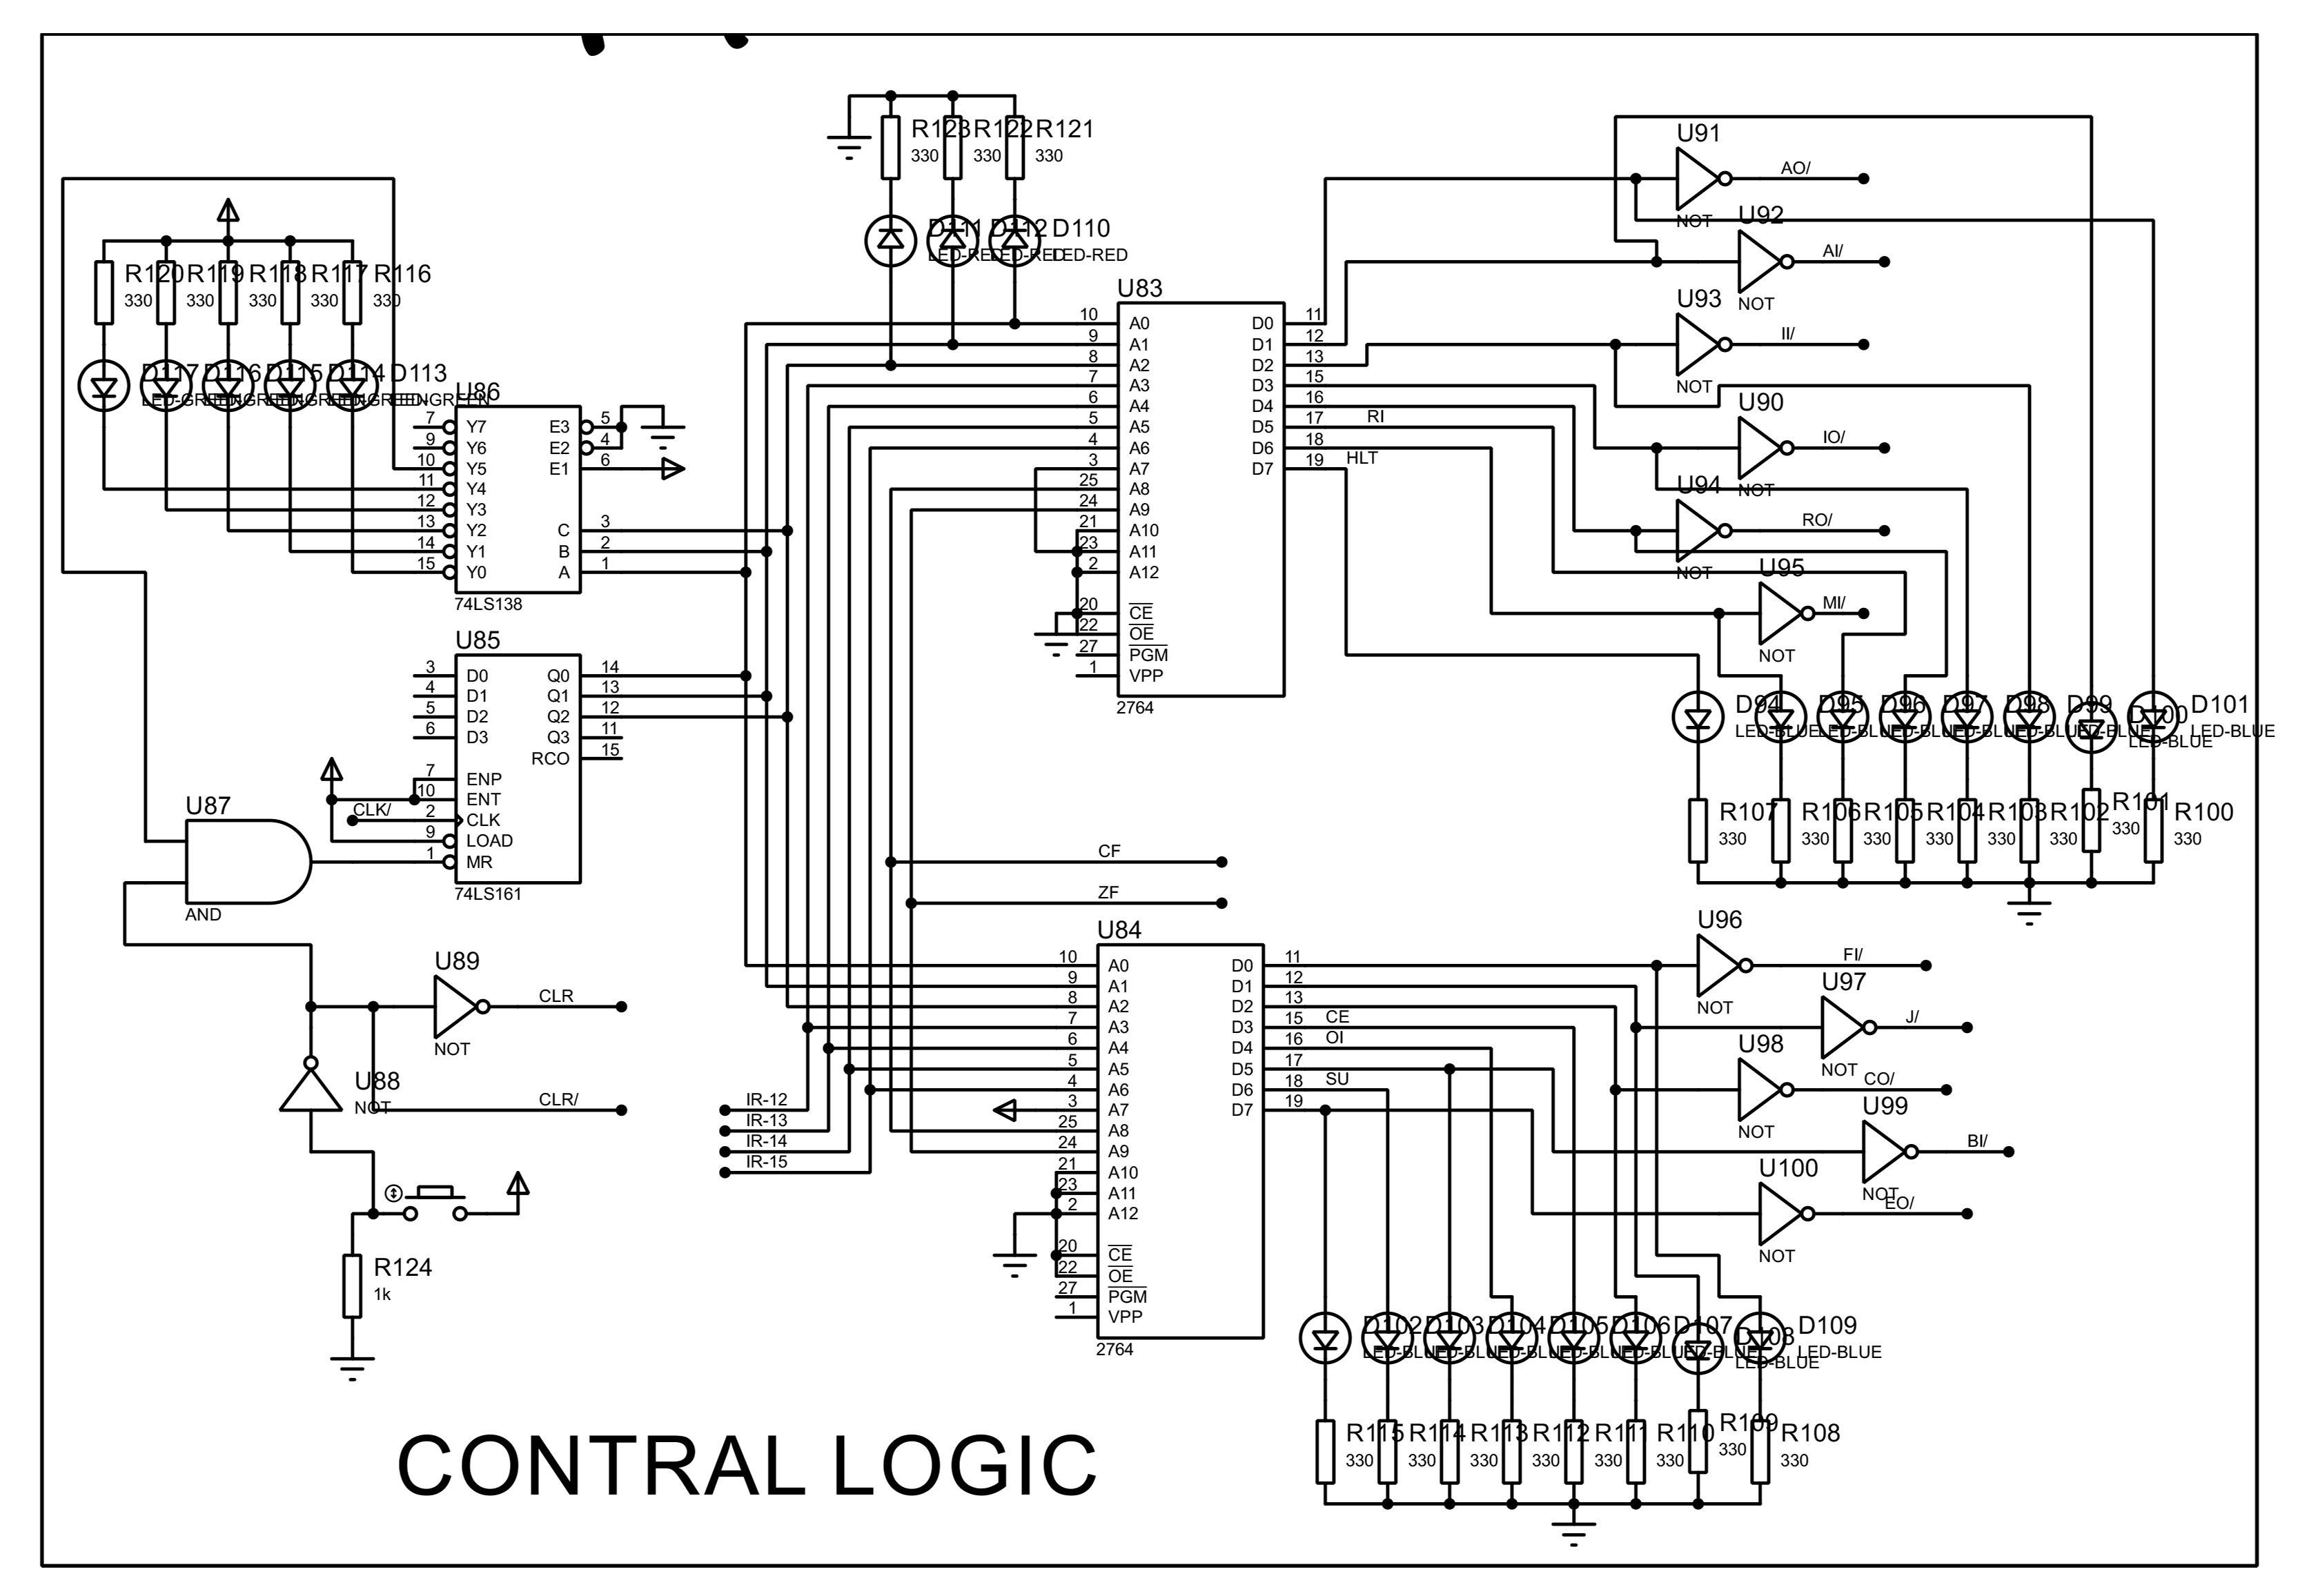 R123 R122 R121
330 330 330
D111 D112 D110
LED-RED LED-RED LED-RED
R120 R119 R118 R117 R116
330 330 330 330 330
D117 D116 D115 D114 D113
LED-GREEN LED-GREEN LED-GREEN LED-GREEN LED-GREEN
U86
7 Y7 E3 5
9 Y6 E2 4
10 Y5 E1 6
11 Y4
12 Y3
13 Y2 C 3
14 Y1 B 2
15 Y0 A 1
74LS138
U85
3 D0 Q0 14
4 D1 Q1 13
5 D2 Q2 12
6 D3 Q3 11
RCO 15
7 ENP
10 ENT
CLK/ 2 CLK
9 LOAD
1 MR
74LS161
U87
AND
U89
NOT
CLR
U88
NOT
CLR/
R124
1k
U83
10 A0 D0 11
9 A1 D1 12
8 A2 D2 13
7 A3 D3 15
6 A4 D4 16
5 A5 D5 17 RI
4 A6 D6 18
3 A7 D7 19 HLT
25 A8
24 A9
21 A10
23 A11
2 A12
20 CE
22 OE
27 PGM
1 VPP
2764
U91
NOT
AO/
U92
NOT
AI/
U93
NOT
II/
U90
NOT
IO/
U94
NOT
RO/
U95
NOT
MI/
D94 D95 D96 D97 D98 D99 D100 D101
LED-BLUE LED-BLUE LED-BLUE LED-BLUE LED-BLUE LED-BLUE LED-BLUE LED-BLUE
R107 R106 R105 R104 R103 R102 R101 R100
330 330 330 330 330 330 330 330
CF
ZF
U84
10 A0 D0 11
9 A1 D1 12
8 A2 D2 13
7 A3 D3 15 CE
6 A4 D4 16 OI
5 A5 D5 17
4 A6 D6 18 SU
3 A7 D7 19
25 A8
24 A9
21 A10
23 A11
2 A12
20 CE
22 OE
27 PGM
1 VPP
2764
IR-12
IR-13
IR-14
IR-15
U96
NOT
FI/
U97
NOT
J/
U98
NOT
CO/
U99
NOT
BI/
U100
NOT
EO/
D102 D103 D104 D105 D106 D107 D108 D109
LED-BLUE LED-BLUE LED-BLUE LED-BLUE LED-BLUE LED-BLUE LED-BLUE LED-BLUE
R115 R114 R113 R112 R111 R110 R109 R108
330 330 330 330 330 330 330 330
CONTRAL LOGIC